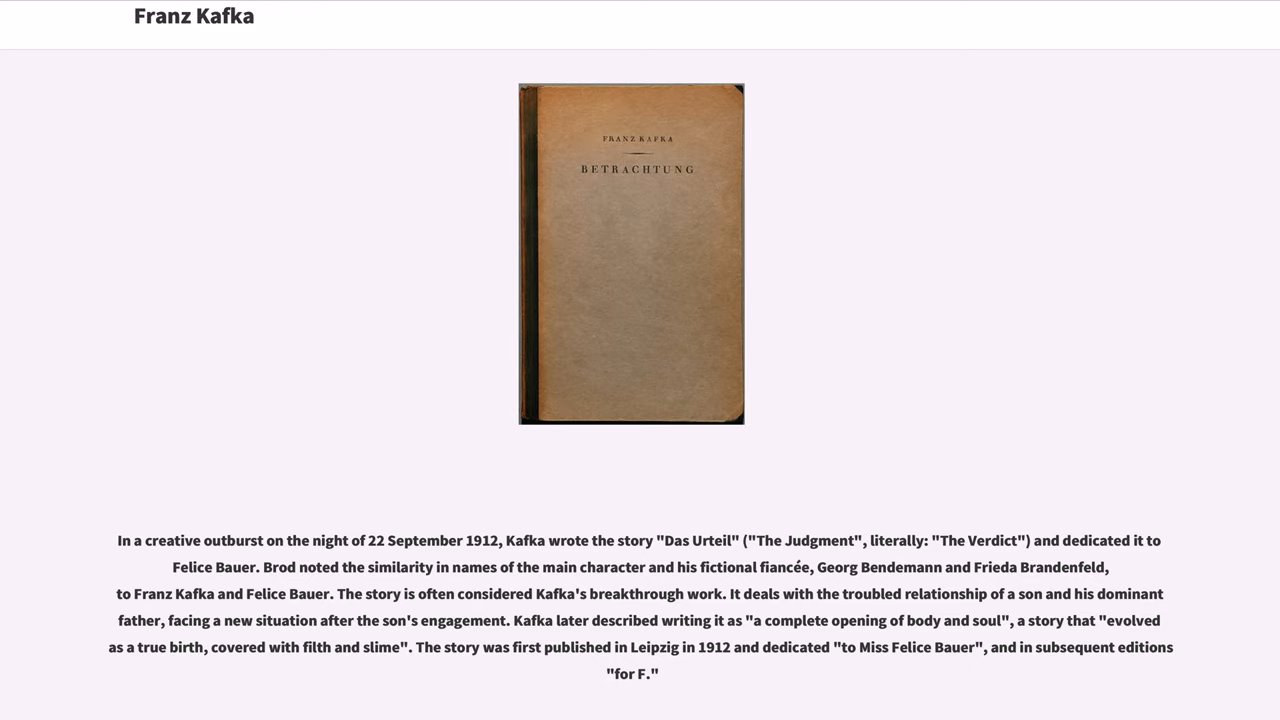 Franz Kafka
FRANZ KAFKA
BETRACHTUNG
In a creative outburst on the night of 22 September 1912, Kafka wrote the story "Das Urteil" ("The Judgment", literally: "The Verdict") and dedicated it to
Felice Bauer. Brod noted the similarity in names of the main character and his fictional fiancée, Georg Bendemann and Frieda Brandenfeld,
to Franz Kafka and Felice Bauer. The story is often considered Kafka's breakthrough work. It deals with the troubled relationship of a son and his dominant
father, facing a new situation after the son's engagement. Kafka later described writing it as "a complete opening of body and soul", a story that "evolved
as a true birth, covered with filth and slime". The story was first published in Leipzig in 1912 and dedicated "to Miss Felice Bauer", and in subsequent editions
"for F."